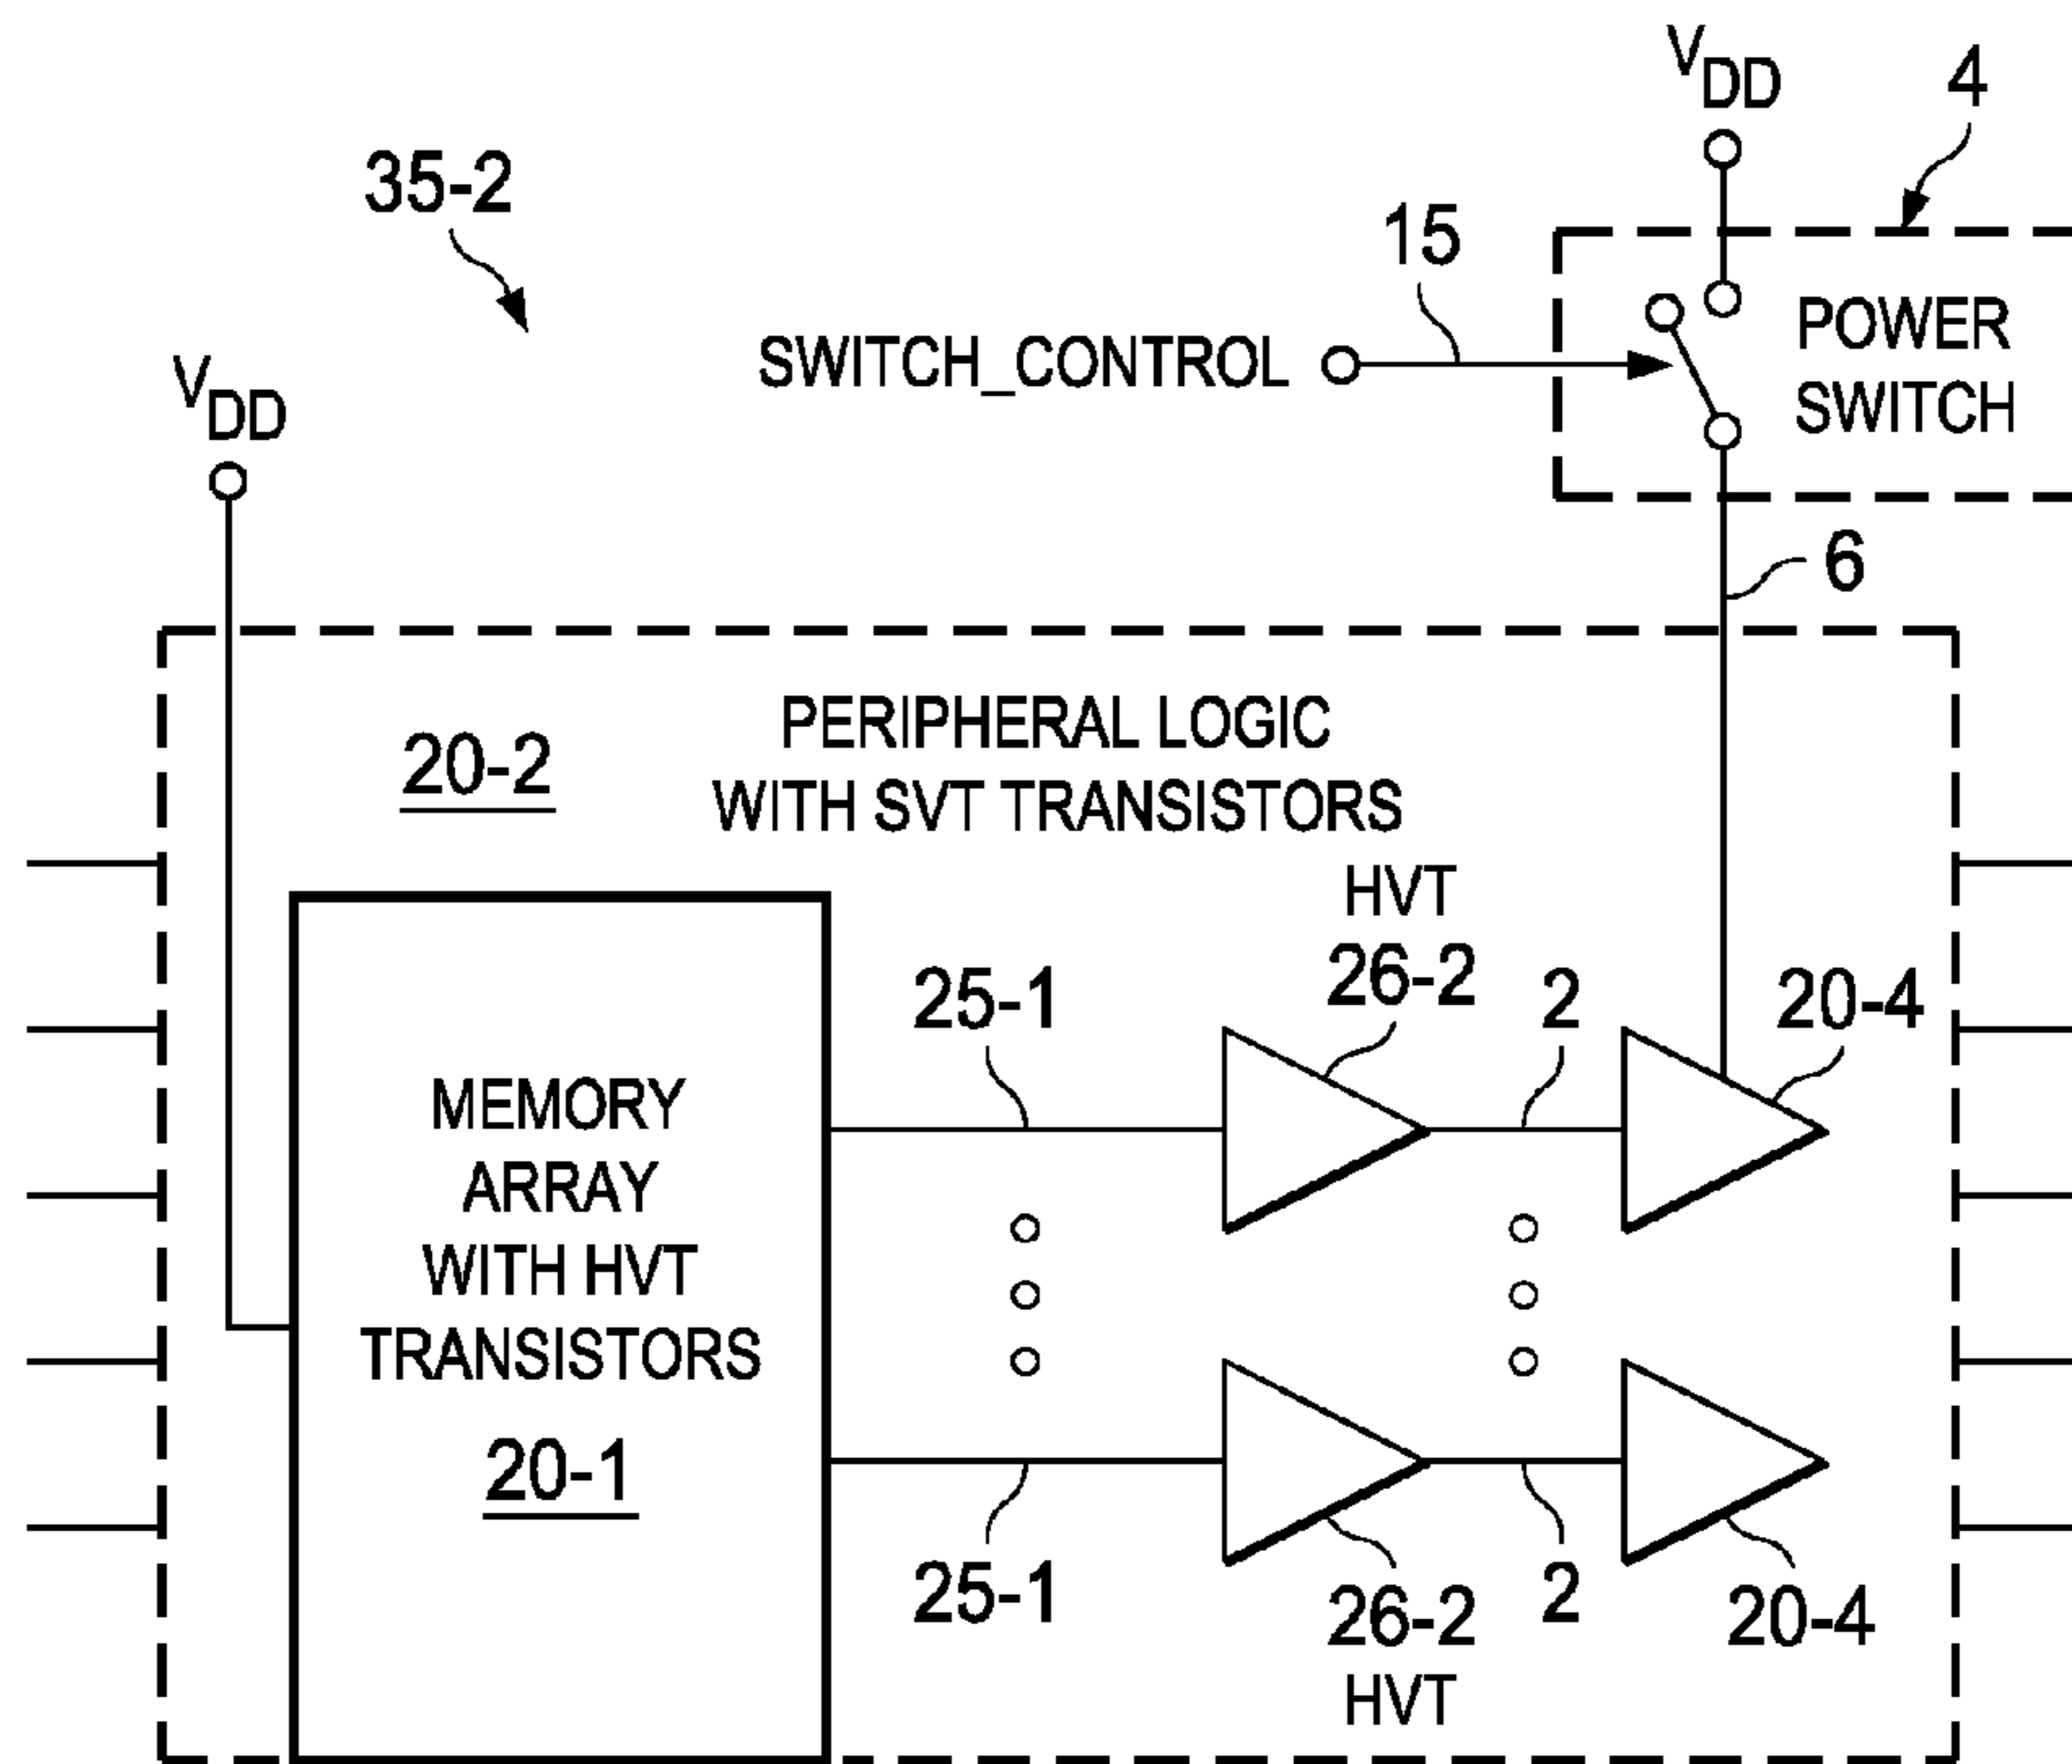 VDD
4
35-2
15
POWER
SWITCH
SWITCH_CONTROL
VDD
6
PERIPHERAL LOGIC
WITH SVT TRANSISTORS
20-2
HVT
26-2
25-1
2
20-4
MEMORY
ARRAY
WITH HVT
TRANSISTORS
20-1
25-1
26-2
HVT
2
20-4